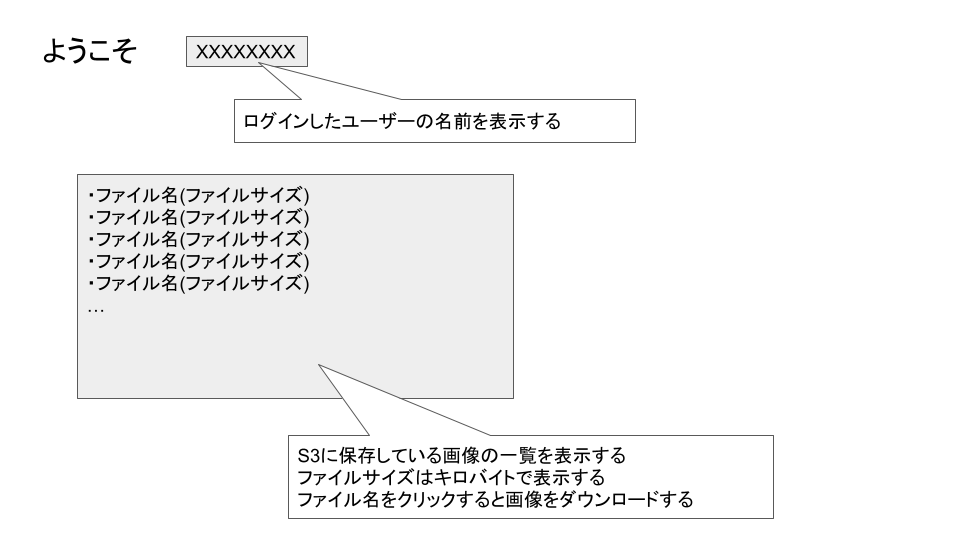 ようこそ
XXXXXXXX
ログインしたユーザーの名前を表示する
・ファイル名(ファイルサイズ)
・ファイル名(ファイルサイズ)
・ファイル名(ファイルサイズ)
・ファイル名(ファイルサイズ)
・ファイル名(ファイルサイズ)
…
S3に保存している画像の一覧を表示する
ファイルサイズはキロバイトで表示する
ファイル名をクリックすると画像をダウンロードする